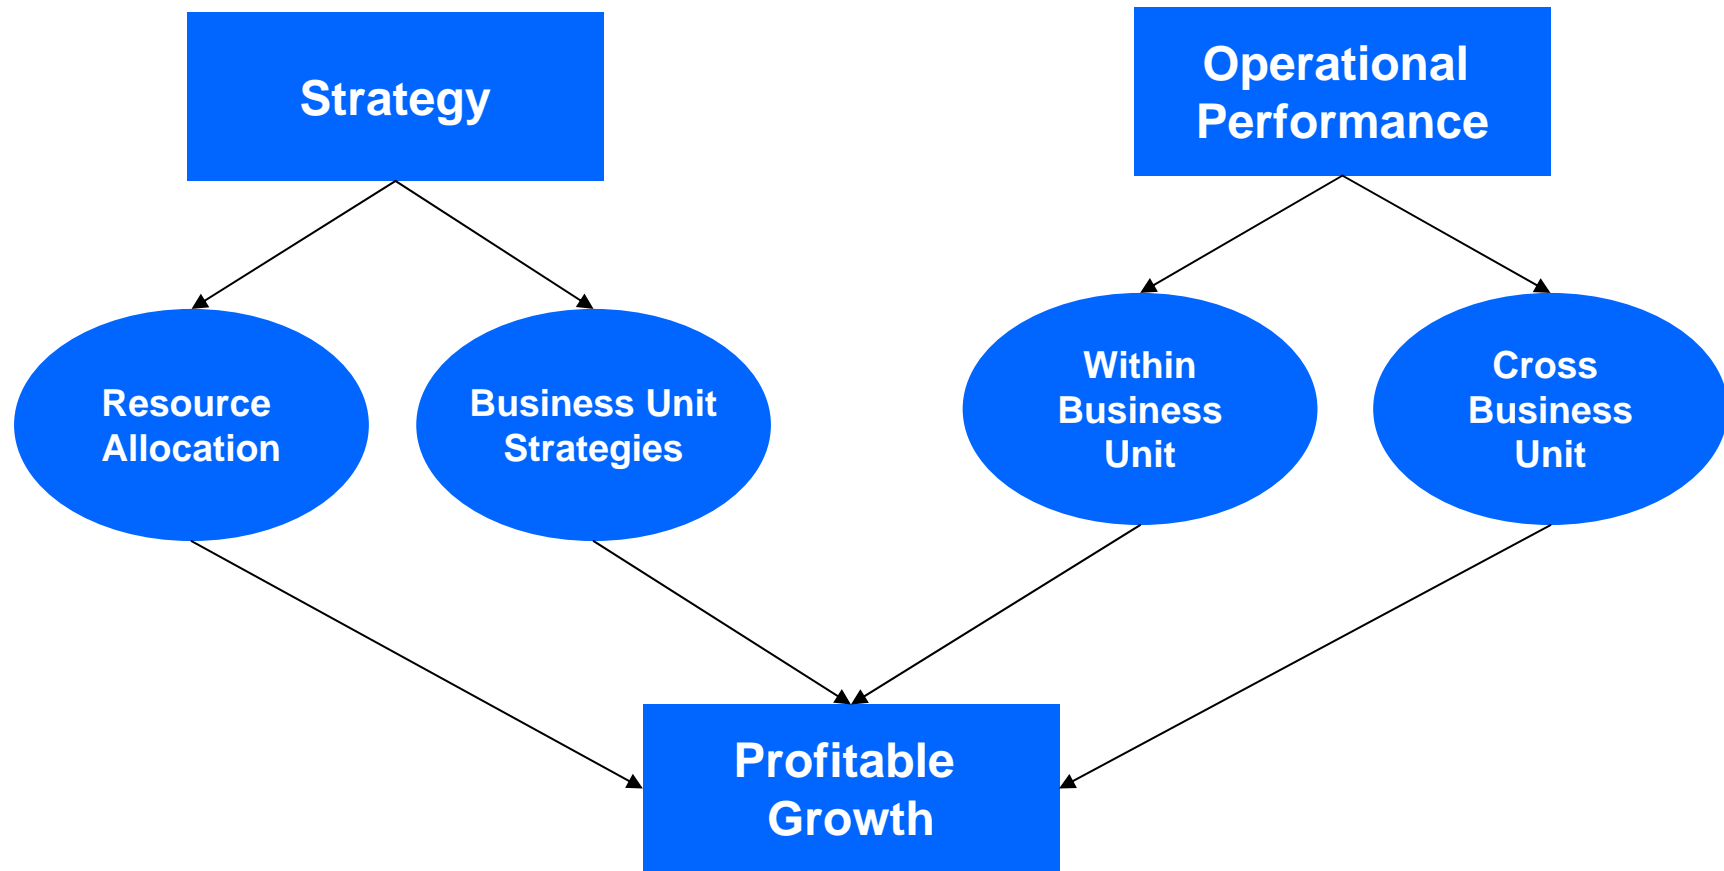 Strategy
Operational
Performance
Resource
Allocation
Business Unit
Strategies
Within
Business
Unit
Cross
Business
Unit
Profitable
Growth